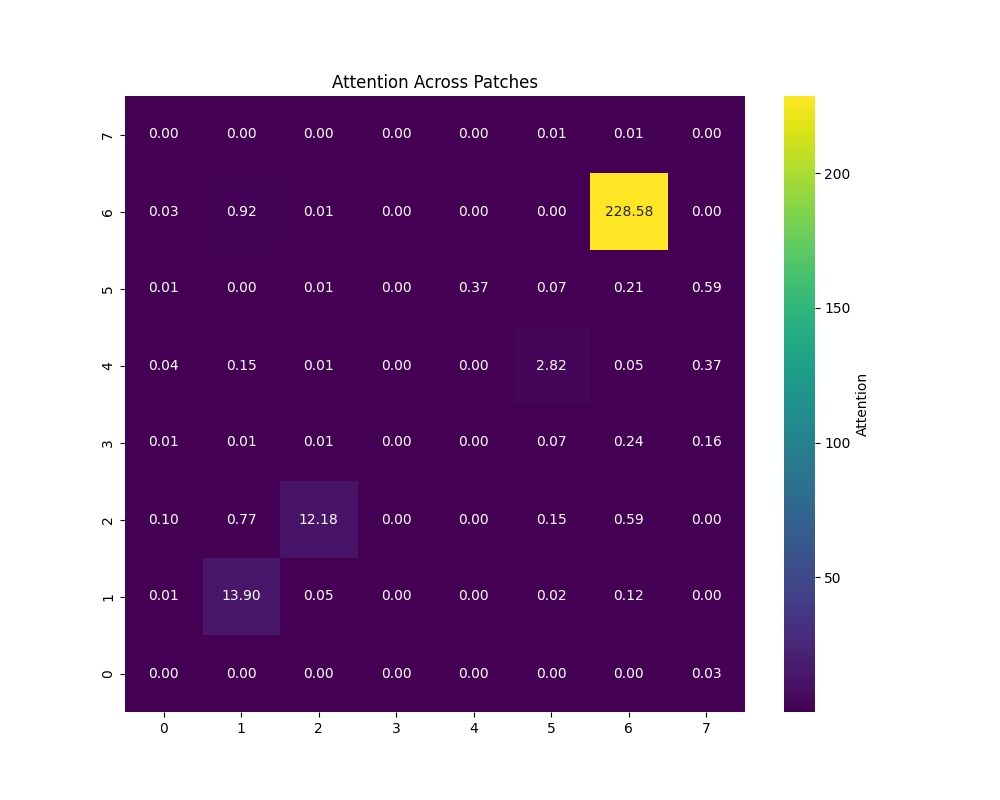 Attention Across Patches
7 0.00 0.00 0.00 0.00 0.00 0.01 0.01 0.00
200
6 0.03 0.92 0.01 0.00 0.00 0.00 228.58 0.00
5 0.01 0.00 0.01 0.00 0.37 0.07 0.21 0.59
150
4 0.04 0.15 0.01 0.00 0.00 2.82 0.05 0.37
Attention
3 0.01 0.01 0.01 0.00 0.00 0.07 0.24 0.16
100
2 0.10 0.77 12.18 0.00 0.00 0.15 0.59 0.00
50
1 0.01 13.90 0.05 0.00 0.00 0.02 0.12 0.00
0 0.00 0.00 0.00 0.00 0.00 0.00 0.00 0.03
0 1 2 3 4 5 6 7